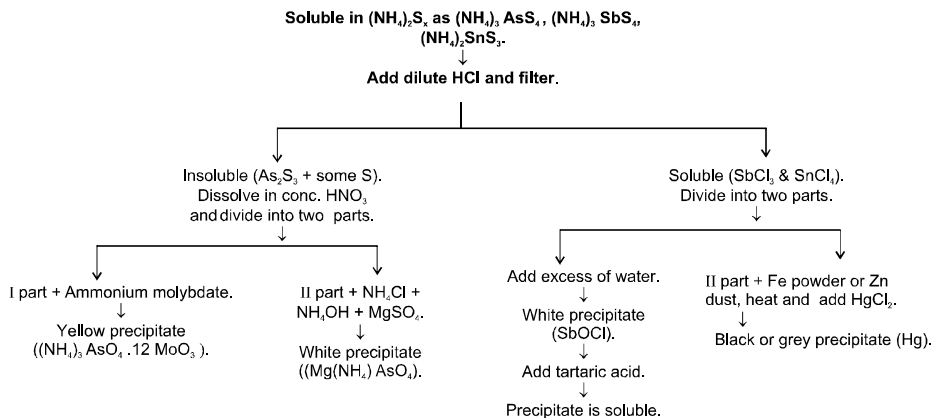 Soluble in (NH₄)₂Sₓ as (NH₄)₃ AsS₄, (NH₄)₃ SbS₄,
(NH₄)₂SnS₃.
↓
Add dilute HCl and filter.
Insoluble (As₂S₃ + some S).
Dissolve in conc. HNO₃
and divide into two parts.
↓
I part + Ammonium molybdate.
↓
Yellow precipitate
((NH₄)₃ AsO₄ .12 MoO₃ ).
II part + NH₄Cl +
NH₄OH + MgSO₄.
↓
White precipitate
((Mg(NH₄) AsO₄).
Soluble (SbCl₃ & SnCl₄).
Divide into two parts.
↓
Add excess of water.
↓
White precipitate
(SbOCl).
↓
Add tartaric acid.
↓
Precipitate is soluble.
II part + Fe powder or Zn
dust, heat and add HgCl₂.
↓
Black or grey precipitate (Hg).